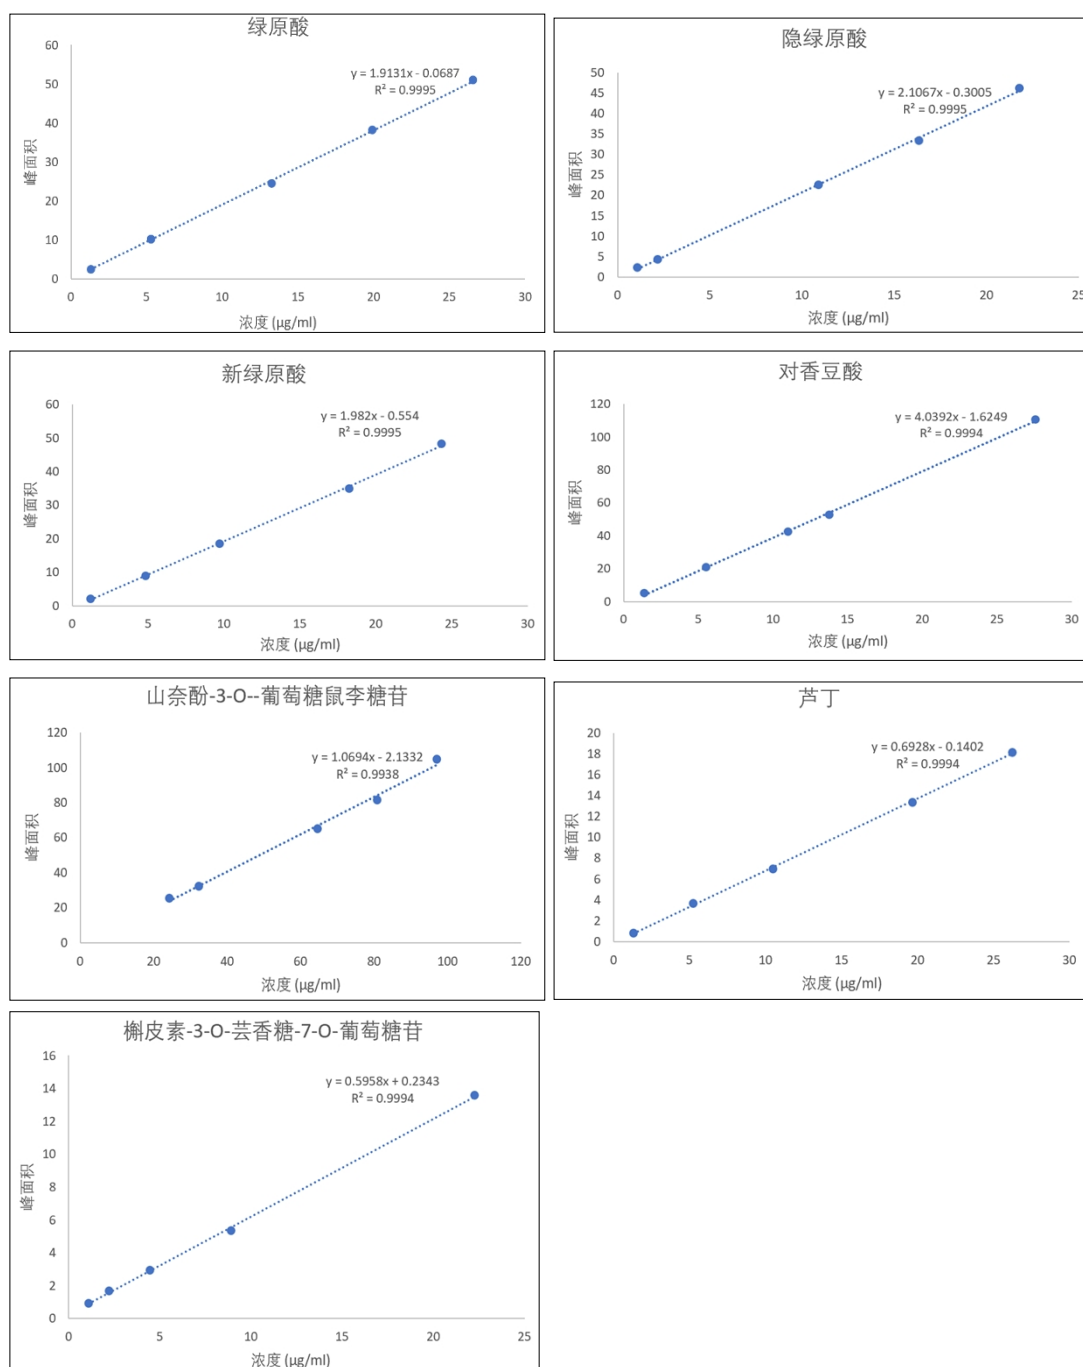 绿原酸
60
50
40
30
20
10
0
峰面积
y = 1.9131x - 0.0687
R² = 0.9995
0 5 10 15 20 25 30
浓度 (μg/ml)
隐绿原酸
50
45
40
35
30
25
20
15
10
5
0
峰面积
y = 2.1067x - 0.3005
R² = 0.9995
0 5 10 15 20 25
浓度 (μg/ml)
新绿原酸
60
50
40
30
20
10
0
峰面积
y = 1.982x - 0.554
R² = 0.9995
0 5 10 15 20 25 30
浓度 (μg/ml)
对香豆酸
120
100
80
60
40
20
0
峰面积
y = 4.0392x - 1.6249
R² = 0.9994
0 5 10 15 20 25 30
浓度 (μg/ml)
山奈酚-3-O--葡萄糖鼠李糖苷
120
100
80
60
40
20
0
峰面积
y = 1.0694x - 2.1332
R² = 0.9938
0 20 40 60 80 100 120
浓度 (μg/ml)
芦丁
20
18
16
14
12
10
8
6
4
2
0
峰面积
y = 0.6928x - 0.1402
R² = 0.9994
0 5 10 15 20 25 30
浓度 (μg/ml)
槲皮素-3-O-芸香糖-7-O-葡萄糖苷
16
14
12
10
8
6
4
2
0
峰面积
y = 0.5958x + 0.2343
R² = 0.9994
0 5 10 15 20 25
浓度 (μg/ml)